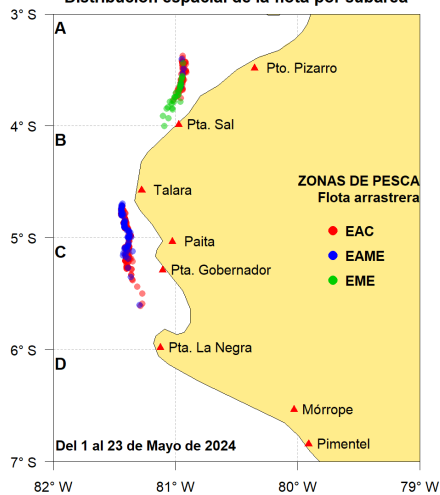 Distribución espacial de la flota por subárea
3° S
A
Pto. Pizarro
4° S
Pta. Sal
B
ZONAS DE PESCA
Flota arrastrera
Talara
EAC
5° S
Paita
C
EAME
Pta. Gobernador
EME
6° S
Pta. La Negra
D
Mórrope
Del 1 al 23 de Mayo de 2024
Pimentel
7° S
82° W
81° W
80° W
79° W